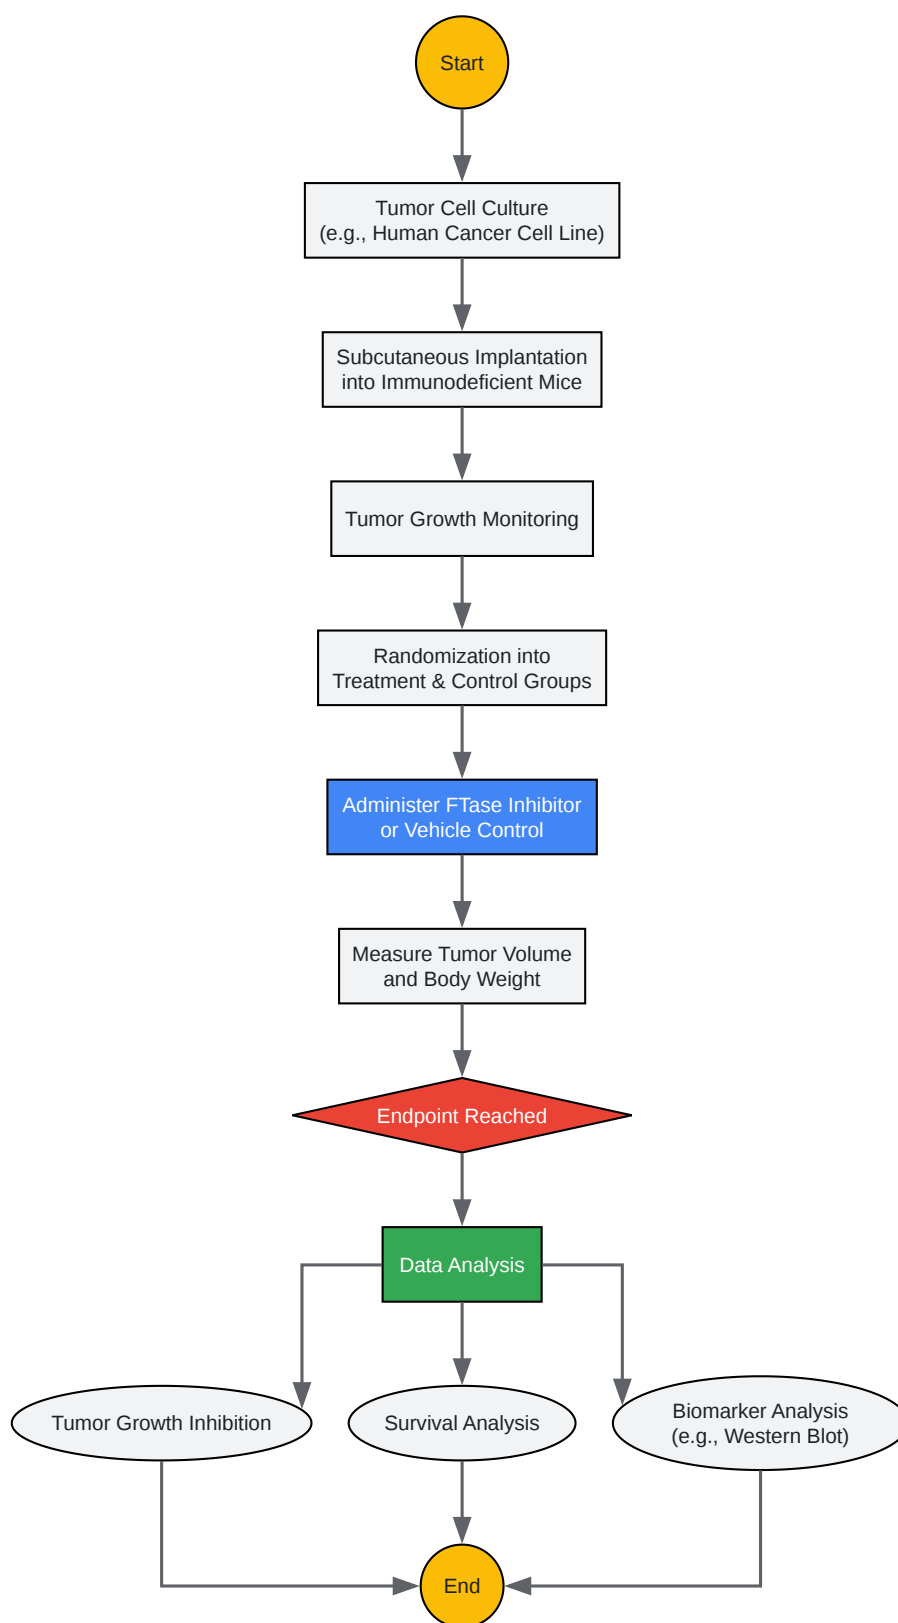 Start
Tumor Cell Culture
(e.g., Human Cancer Cell Line)
Subcutaneous Implantation
into Immunodeficient Mice
Tumor Growth Monitoring
Randomization into
Treatment & Control Groups
Administer FTase Inhibitor
or Vehicle Control
Measure Tumor Volume
and Body Weight
Endpoint Reached
Data Analysis
Tumor Growth Inhibition
Survival Analysis
Biomarker Analysis
(e.g., Western Blot)
End